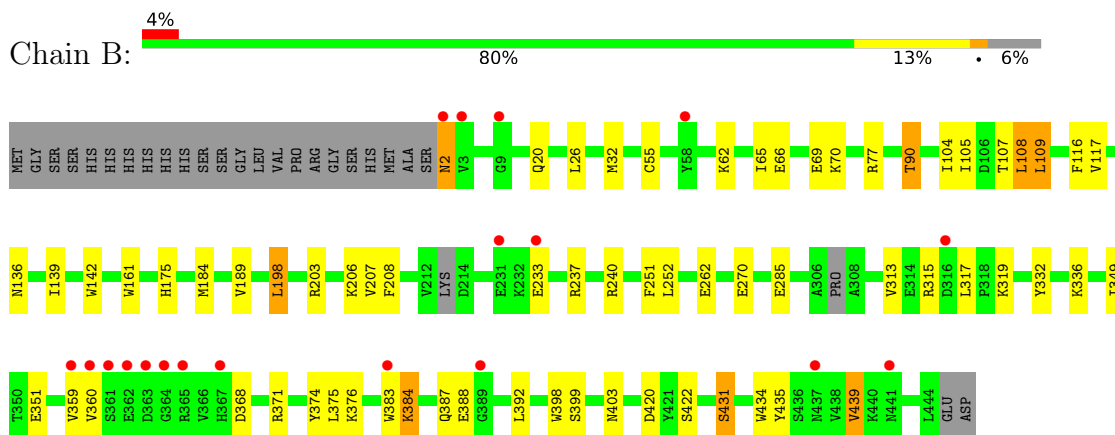 4%
Chain B:
80% 13% • 6%
MET GLY SER SER HIS HIS HIS HIS HIS HIS SER SER GLY LEU VAL PRO ARG GLY SER HIS MET ALA SER N2 V3 G9 Q20 L26 M32 C55 Y58 K62 I65 E66 E69 K70 R77 T90 I104 I105 D106 T107 L108 L109 F116 V117
N136 I139 W142 W161 H175 M184 V189 L198 R203 K206 V207 F208 V212 LYS D214 E231 K232 E233 R237 R240 F251 L252 E262 E270 E285 A306 PRO A308 V313 E314 R315 D316 L317 P318 K319 Y332 K336 I349
T350 E351 V359 V360 S361 E362 D363 G364 R365 V366 H367 D368 R371 Y374 L375 K376 W383 K384 Q387 E388 G389 L392 W398 S399 N403 D420 Y421 S422 S431 W434 Y435 S436 N437 V438 V439 K440 N441 L444 GLU ASP